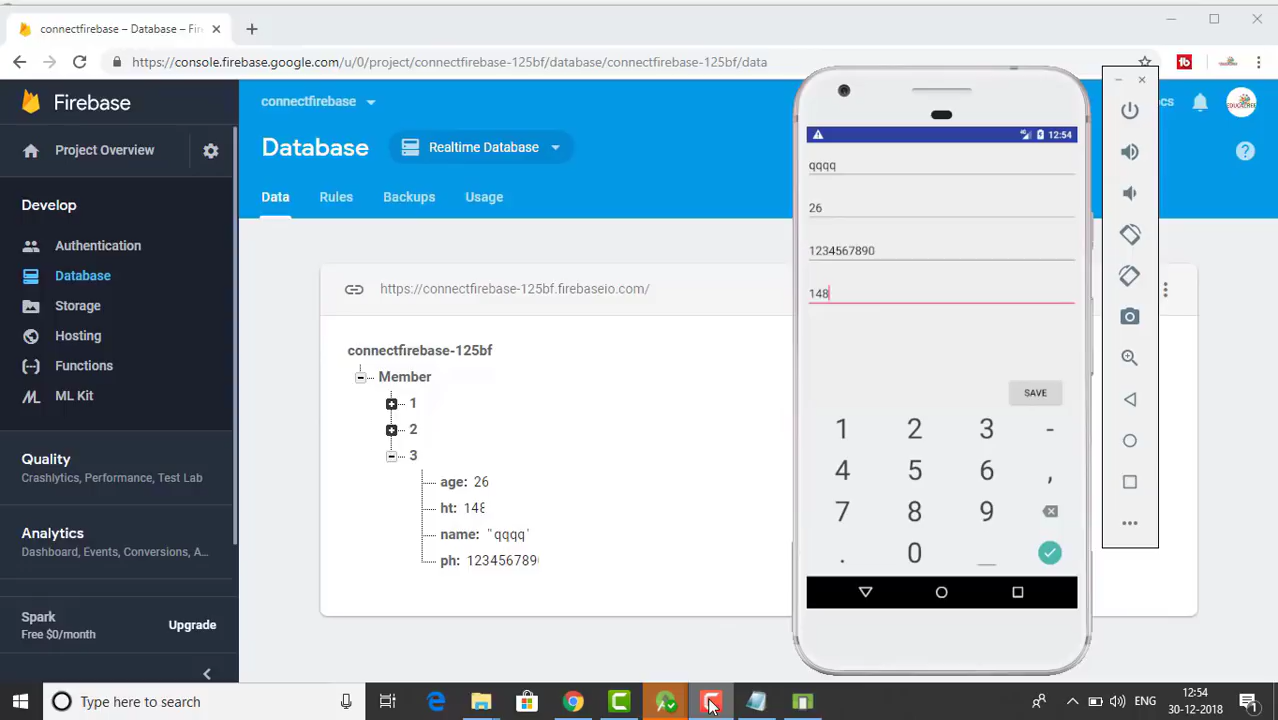 connectfirebase – Database – Fir
https://console.firebase.google.com/u/0/project/connectfirebase-125bf/database/connectfirebase-125bf/data
Firebase
connectfirebase
Project Overview
Database
Realtime Database
Data
Rules
Backups
Usage
Develop
Authentication
Database
Storage
Functions
Hosting
ML Kit
Quality
Crashlytics, Performance, Test Lab
Analytics
Dashboard, Events, Conversions, A...
Spark
Free $0/month
Upgrade
https://connectfirebase-125bf.firebaseio.com/
connectfirebase-125bf
Member
1
2
3
age: 26
ht: 148
name: "qqqq"
ph: 1234567890
12:54
qqqq
26
1234567890
148
SAVE
1 2 3 -
4 5 6 ,
7 8 9
. 0 _
Type here to search
ENG
12:54
30-12-2018